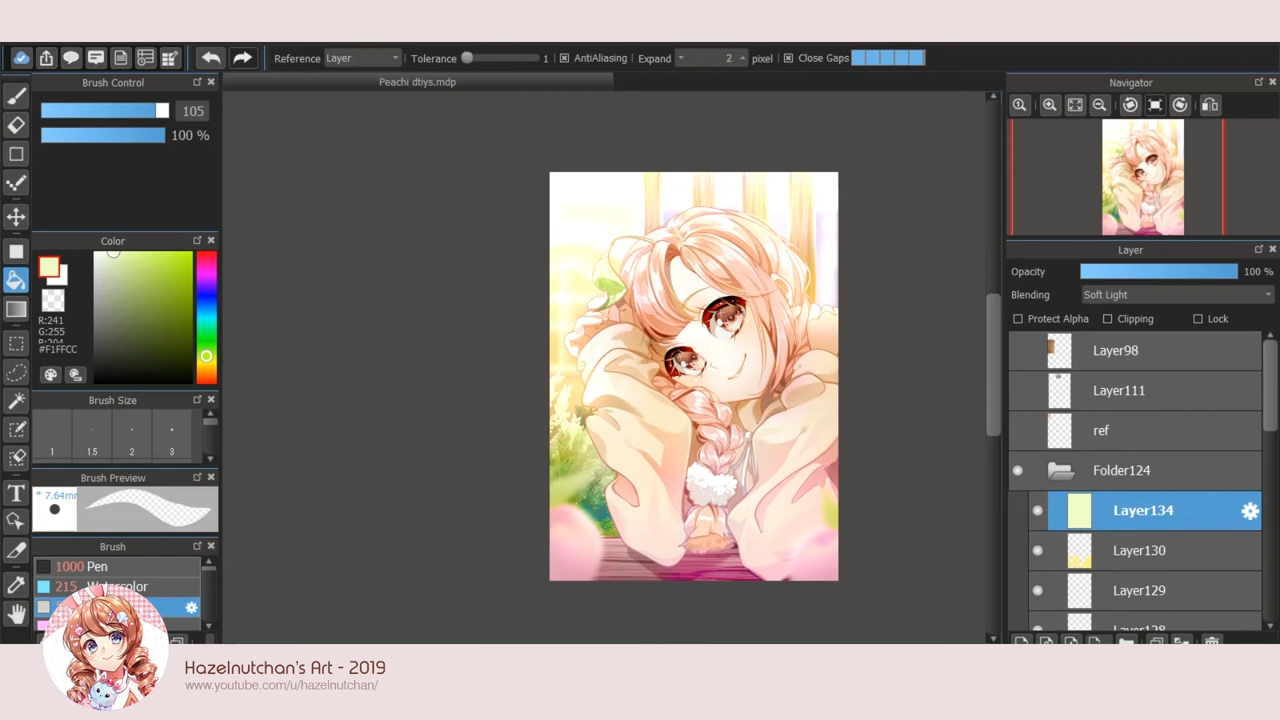 Reference Layer Tolerance 1 AntiAliasing Expand 2 pixel Close Gaps
Brush Control
Peachi dtiys.mdp
Navigator
105
100 %
Color
R:241
G:255
#F1FFCC
Brush Size
1 1.5 2 3
Brush Preview
* 7.64mm
Brush
1000 Pen
215 Watercolor
Layer
Opacity 100 %
Blending Soft Light
Protect Alpha Clipping Lock
Layer98
Layer111
ref
Folder124
Layer134
Layer130
Layer129
Layer128
Hazelnutchan's Art - 2019
www.youtube.com/u/hazelnutchan/